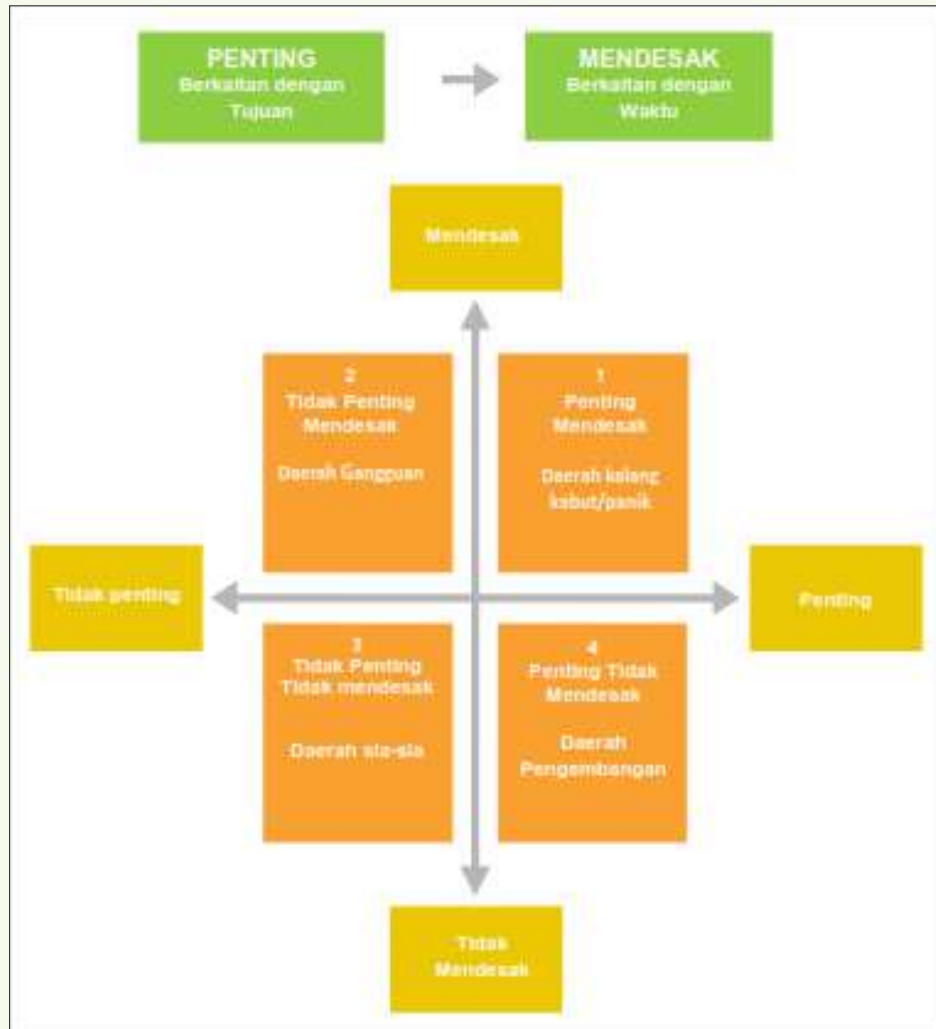 PENTING
Berkaitan dengan
Tujuan
MENDESAK
Berkaitan dengan
Waktu
Mendesak
2
Tidak Penting
Mendesak
Daerah Gangguan
1
Penting
Mendesak
Daerah kalang
kabut/panik
Tidak penting
Penting
3
Tidak Penting
Tidak mendesak
Daerah sia-sia
4
Penting Tidak
Mendesak
Daerah
Pengembangan
Tidak
Mendesak